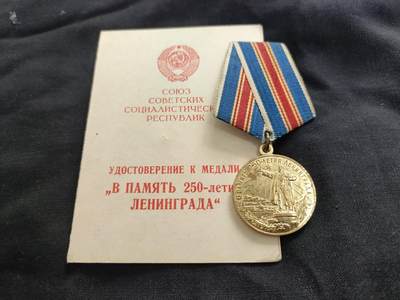 СОЮЗ
СОВЕТСКИХ
СОЦИАЛИСТИЧЕСК
РЕСПУБЛИК
УДОСТОВЕРЕНИЕ К МЕДАЛИ
„В ПАМЯТЬ 250-лети
ЛЕНИНГРАДА“